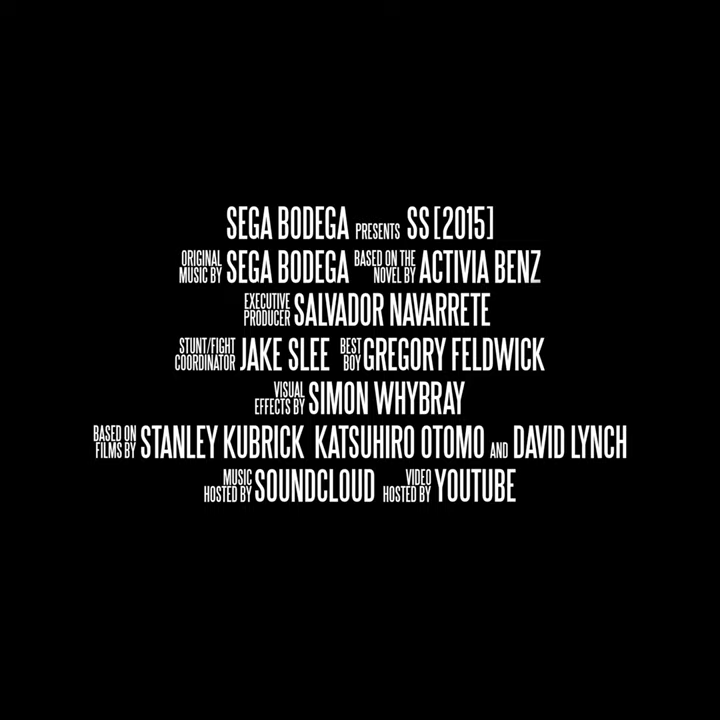 SEGA BODEGA PRESENTS SS[2015]
ORIGINAL MUSIC BY SEGA BODEGA BASED ON THE NOVEL BY ACTIVIA BENZ
EXECUTIVE PRODUCER SALVADOR NAVARRETE
STUNT/FIGHT COORDINATOR JAKE SLEE BEST BOY GREGORY FELDWICK
VISUAL EFFECTS BY SIMON WHYBRAY
BASED ON FILMS BY STANLEY KUBRICK KATSUHIRO OTOMO AND DAVID LYNCH
MUSIC HOSTED BY SOUNDCLOUD VIDEO HOSTED BY YOUTUBE